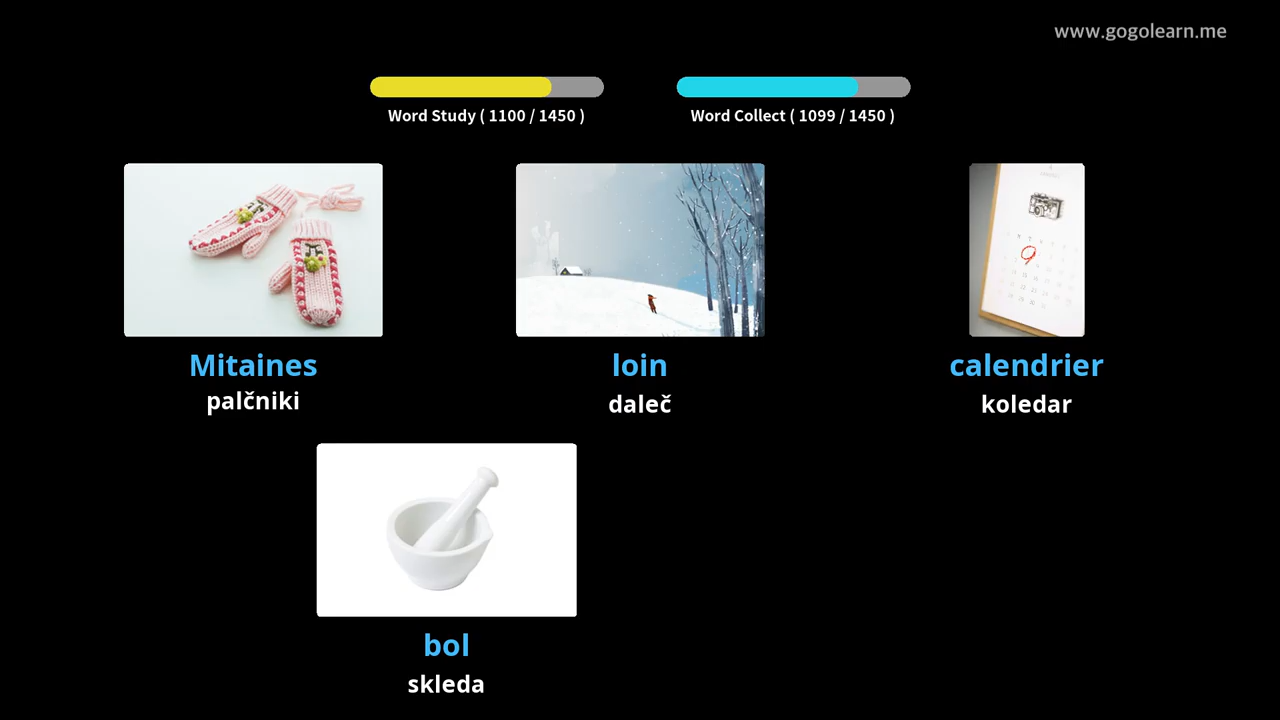 www.gogolearn.me
Word Study ( 1100 / 1450 )
Word Collect ( 1099 / 1450 )
Mitaines
palčniki
loin
daleč
calendrier
koledar
bol
skleda